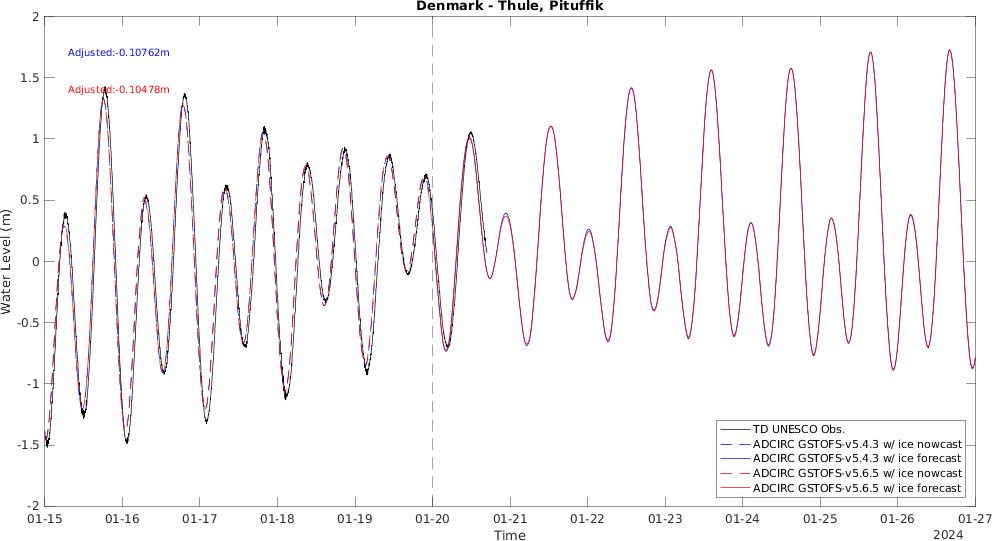 Denmark - Thule, Pituffik
Adjusted:-0.10762m
Adjusted:-0.10478m
Water Level (m)
2
1.5
1
0.5
0
-0.5
-1
-1.5
-2
TD UNESCO Obs.
ADCIRC GSTOFS-v5.4.3 w/ ice nowcast
ADCIRC GSTOFS-v5.4.3 w/ ice forecast
ADCIRC GSTOFS-v5.6.5 w/ ice nowcast
ADCIRC GSTOFS-v5.6.5 w/ ice forecast
01-15 01-16 01-17 01-18 01-19 01-20 01-21 01-22 01-23 01-24 01-25 01-26 01-27
Time
2024